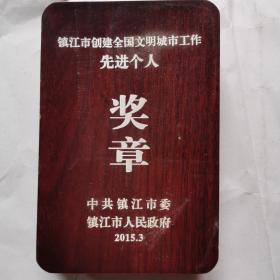 镇江市创建全国文明城市工作
先进个人
奖
章
中共镇江市委
镇江市人民政府
2015.3